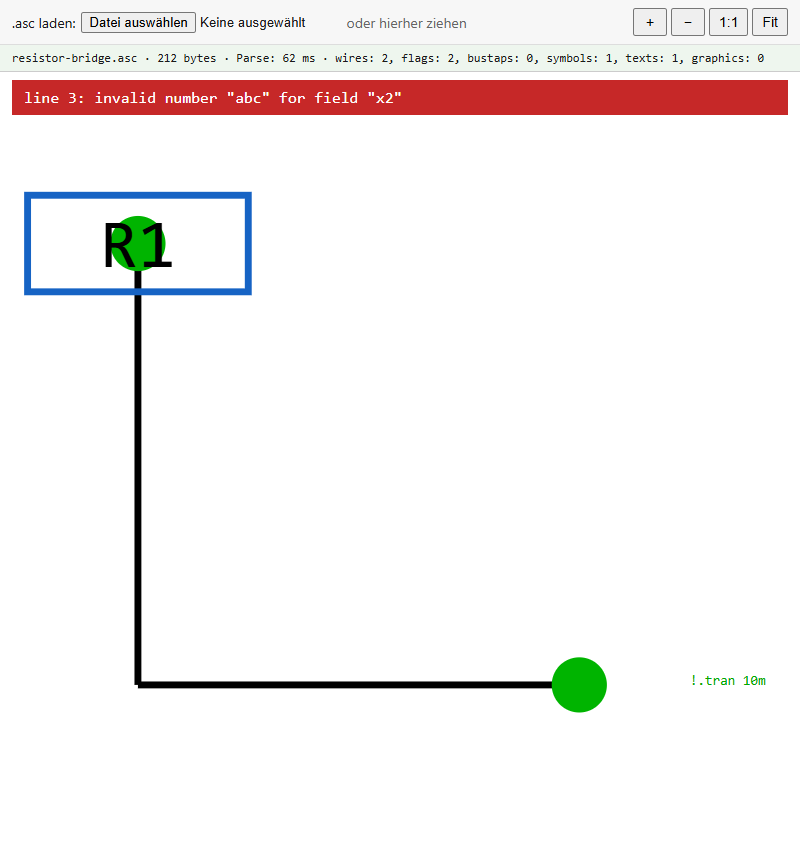 .asc laden: Datei auswählen Keine ausgewählt oder hierher ziehen + − 1:1 Fit
resistor-bridge.asc · 212 bytes · Parse: 62 ms · wires: 2, flags: 2, bustaps: 0, symbols: 1, texts: 1, graphics: 0
line 3: invalid number "abc" for field "x2"
R1
!.tran 10m